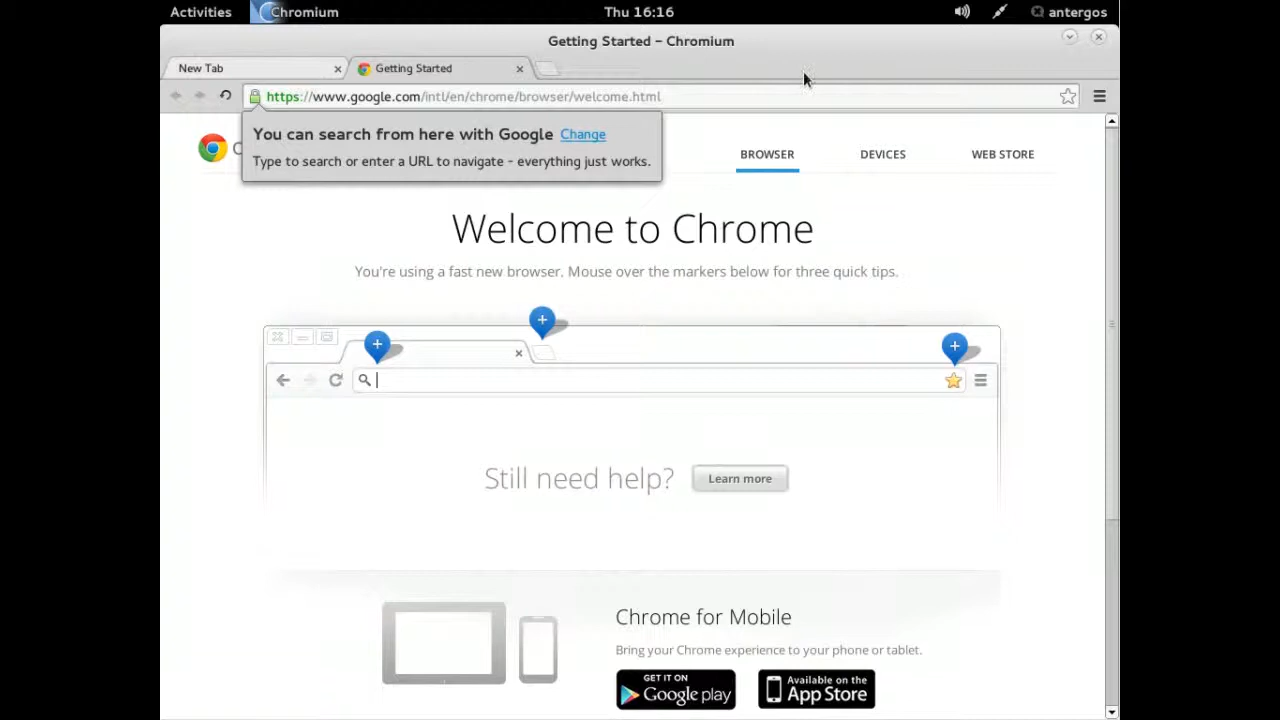 Activities
Chromium
Thu 16:16
antergos
Getting Started - Chromium
New Tab
Getting Started
https://www.google.com/intl/en/chrome/browser/welcome.html
You can search from here with Google Change
Type to search or enter a URL to navigate - everything just works.
BROWSER
DEVICES
WEB STORE
Welcome to Chrome
You're using a fast new browser. Mouse over the markers below for three quick tips.
Still need help?
Learn more
Chrome for Mobile
Bring your Chrome experience to your phone or tablet.
GET IT ON
Google play
Available on the
App Store